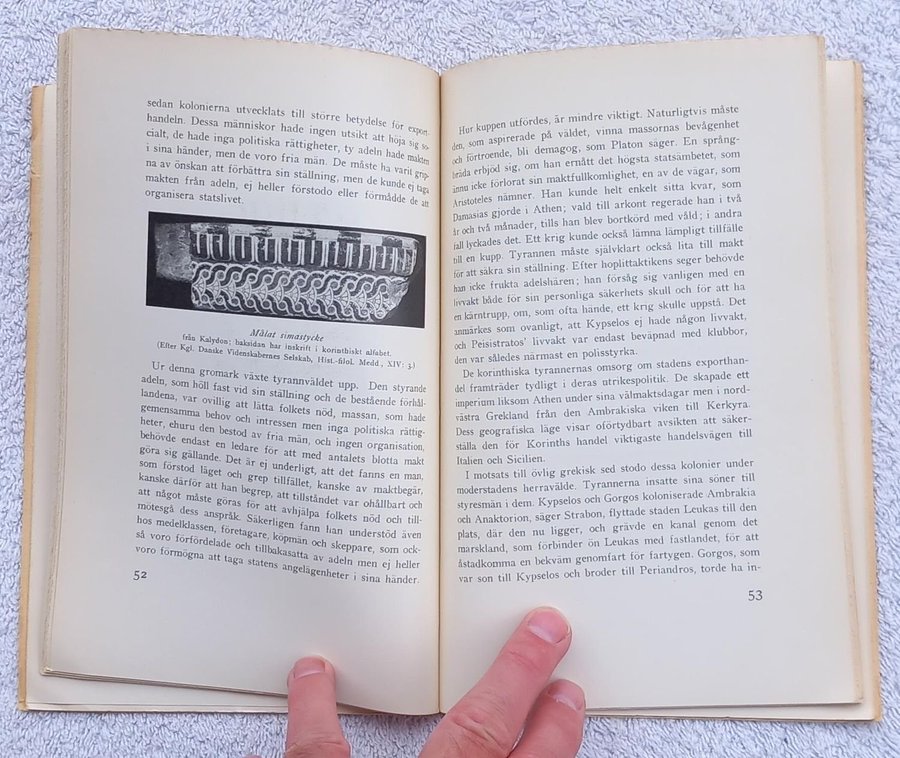 sedan kolonierna utvecklats till större betydelse för export-
handeln. Dessa människor hade ingen utsikt att höja sig so-
cialt, de hade inga politiska rättigheter, ty adeln hade makten
i sina händer, men de voro fria män. De måste ha varit grip-
na av önskan att förbättra sin ställning, men de kunde ej taga
makten från adeln, ej heller förstodo eller förmådde de att
organisera statslivet.
Målat simastycke
från Kalydon; baksidan har inskrift i korinthiskt alfabet.
(Efter Kgl. Danske Videnskabernes Selskab, Hist.-filol. Medd., XIV: 3.)
Ur denna gromark växte tyrannväldet upp. Den styrande
adeln, som höll fast vid sin ställning och de bestående förhål-
landena, var ovillig att lätta folkets nöd, massan, som hade
gemensamma behov och intressen men inga politiska rättig-
heter, ehuru den bestod av fria män, och ingen organisation,
behövde endast en ledare för att med antalets blotta makt
göra sig gällande. Det är ej underligt, att det fanns en man,
som förstod läget och grep tillfället, kanske av maktbegär,
kanske därför att han begrep, att tillståndet var ohållbart och
att något måste göras för att avhjälpa folkets nöd och till-
mötesgå dess anspråk. Säkerligen fann han understöd även
hos medelklassen, företagare, köpmän och skeppare, som ock-
så voro förfördelade och tillbakasatta av adeln men ej heller
voro förmögna att taga statens angelägenheter i sina händer.
52
Hur kuppen utfördes, är mindre viktigt. Naturligtvis måste
den, som aspirerade på väldet, vinna massornas bevågenhet
och förtroende, bli demagog, som Platon säger. En språng-
bräda erbjöd sig, om han ernått det högsta statsämbetet, som
ännu icke förlorat sin maktfullkomlighet, en av de vägar, som
Aristoteles nämner. Han kunde helt enkelt sitta kvar, som
Damasias gjorde i Athen; vald till arkont regerade han i två
år och två månader, tills han blev bortkörd med våld; i andra
fall lyckades det. Ett krig kunde också lämna lämpligt tillfälle
till en kupp. Tyrannen måste självklart också lita till makt
för att säkra sin ställning. Efter hoplittaktikens seger behövde
han icke frukta adelshären; han försåg sig vanligen med en
livvakt både för sin personliga säkerhets skull och för att ha
en kärntrupp, om, som ofta hände, ett krig skulle uppstå. Det
anmärkes som ovanligt, att Kypselos ej hade någon livvakt,
och Peisistratos' livvakt var endast beväpnad med klubbor,
den var således närmast en polisstyrka.
De korinthiska tyrannernas omsorg om stadens exporthan-
del framträder tydligt i deras utrikespolitik. De skapade ett
imperium liksom Athen under sina välmaktsdagar men i nord-
västra Grekland från den Ambrakiska viken till Kerkyra.
Dess geografiska läge visar ofört­ydbart avsikten att säker-
ställa den för Korinths handel viktigaste handelsvägen till
Italien och Sicilien.
I motsats till övlig grekisk sed stodo dessa kolonier under
moderstadens herravälde. Tyrannerna insatte sina söner till
styresmän i dem. Kypselos och Gorgos koloniserade Ambrakia
och Anaktorion, säger Strabon, flyttade staden Leukas till den
plats, där den nu ligger, och grävde en kanal genom det
marskland, som förbinder ön Leukas med fastlandet, för att
åstadkomma en bekväm genomfart för fartygen. Gorgos, som
var son till Kypselos och broder till Periandros, torde ha in-
53